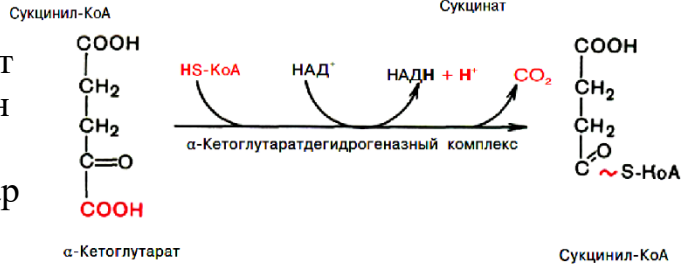 Сукцинил-КоА
Сукцинат
COOH
CH2
CH2
C=O
COOH
α-Кетоглутарат
т
н
ар
HS-КоА НАД+ НАДН + Н+ CO2
α-Кетоглутаратдегидрогеназный комплекс
COOH
CH2
CH2
C O ~ S-КоА
Сукцинил-КоА